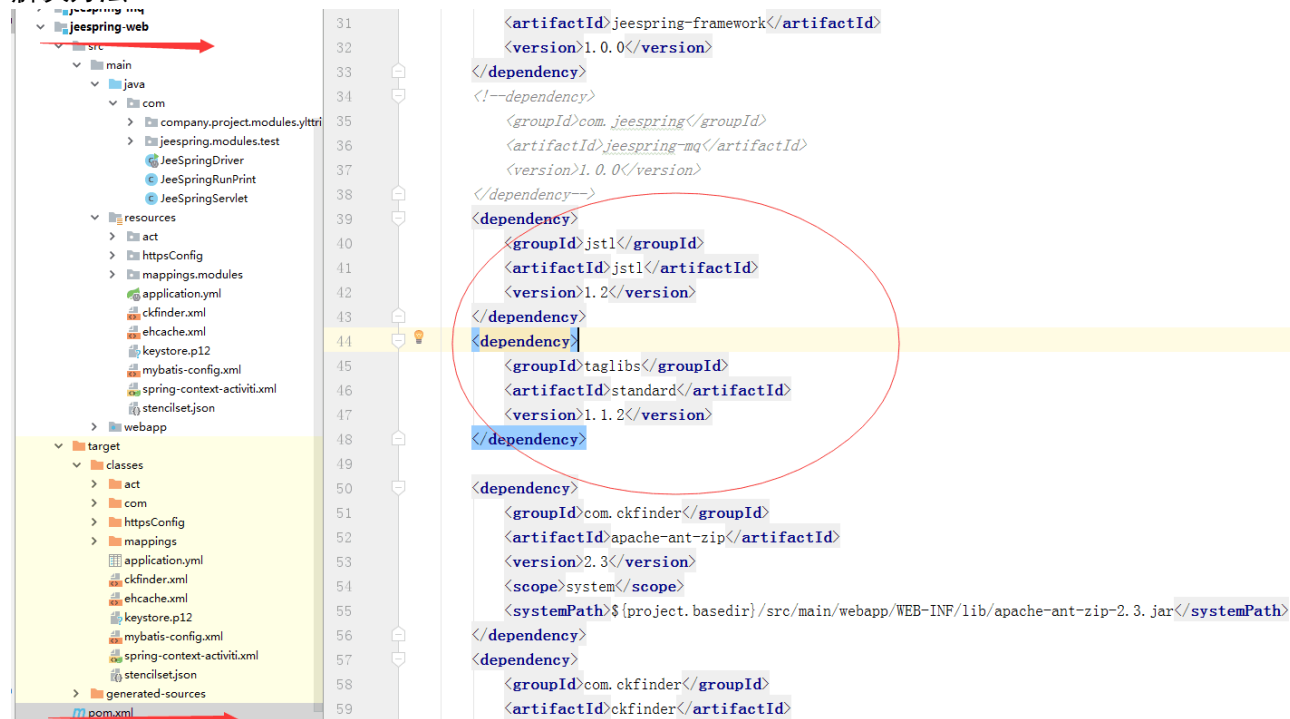 jeespring-mq
jeespring-web
src
main
java
com
company.project.modules.ylttri
jeespring.modules.test
JeeSpringDriver
JeeSpringRunPrint
JeeSpringServlet
resources
act
httpsConfig
mappings.modules
application.yml
ckfinder.xml
ehcache.xml
keystore.p12
mybatis-config.xml
spring-context-activiti.xml
stencilset.json
webapp
target
classes
act
com
httpsConfig
mappings
application.yml
ckfinder.xml
ehcache.xml
keystore.p12
mybatis-config.xml
spring-context-activiti.xml
stencilset.json
generated-sources
pom.xml
31 <artifactId>jeespring-framework</artifactId>
32 <version>1.0.0</version>
33 </dependency>
34 <!--dependency>
35 <groupId>com.jeespring</groupId>
36 <artifactId>jeespring-mq</artifactId>
37 <version>1.0.0</version>
38 </dependency-->
39 <dependency>
40 <groupId>jstl</groupId>
41 <artifactId>jstl</artifactId>
42 <version>1.2</version>
43 </dependency>
44 <dependency>
45 <groupId>taglibs</groupId>
46 <artifactId>standard</artifactId>
47 <version>1.1.2</version>
48 </dependency>
49
50 <dependency>
51 <groupId>com.ckfinder</groupId>
52 <artifactId>apache-ant-zip</artifactId>
53 <version>2.3</version>
54 <scope>system</scope>
55 <systemPath>${project.basedir}/src/main/webapp/WEB-INF/lib/apache-ant-zip-2.3.jar</systemPath>
56 </dependency>
57 <dependency>
58 <groupId>com.ckfinder</groupId>
59 <artifactId>ckfinder</artifactId>